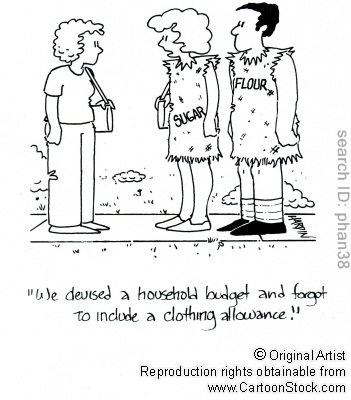 SUGAR
FLOUR
HARDIN
"We devised a household budget and forgot
to include a clothing allowance!"
search ID: phan38
© Original Artist
Reproduction rights obtainable from
www.CartoonStock.com